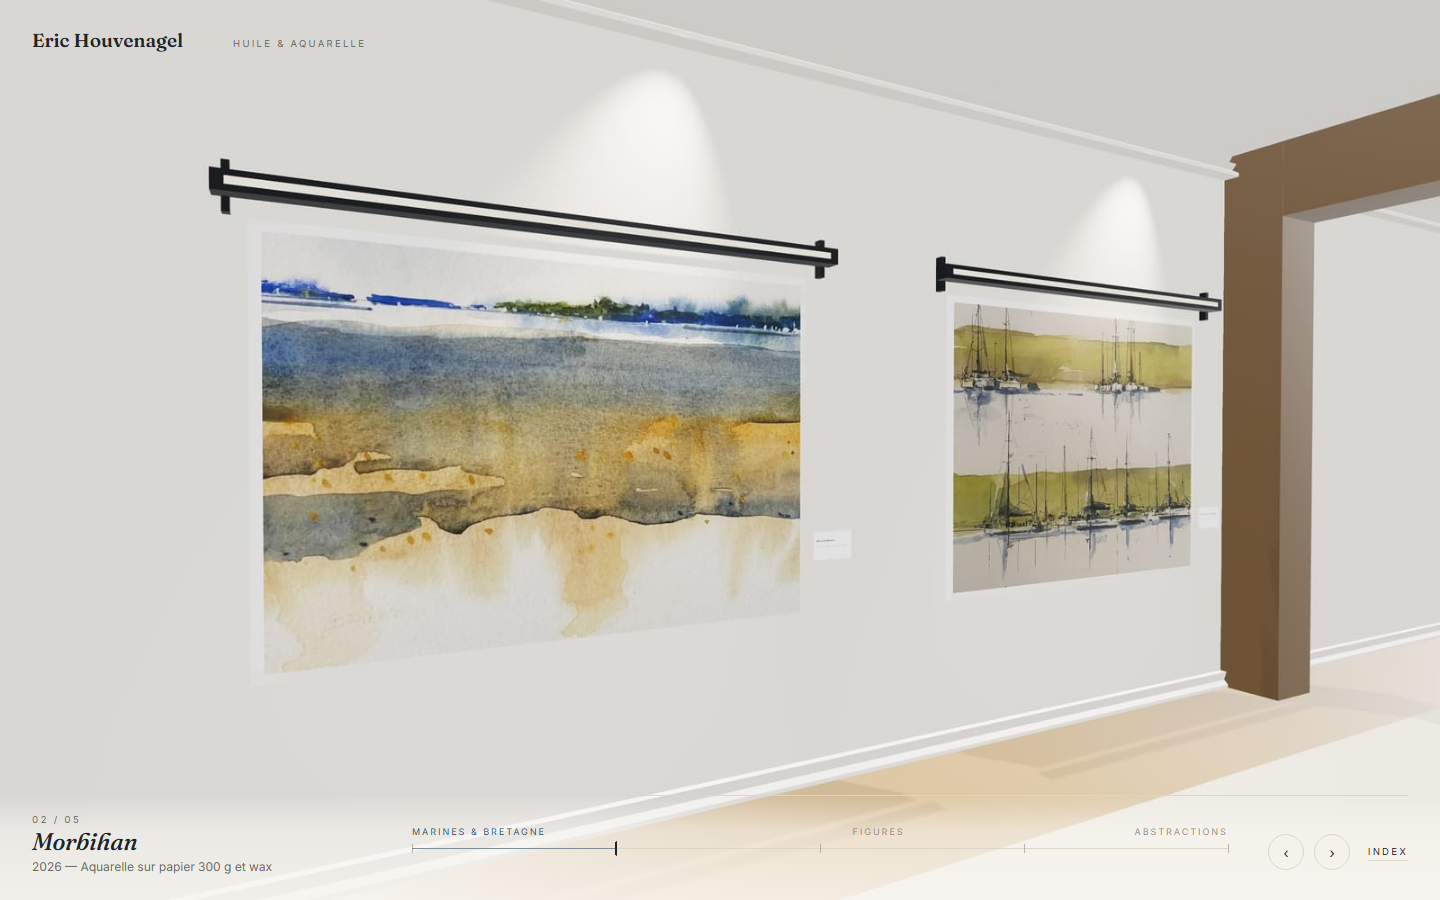 Eric Houvenagel
HUILE & AQUARELLE
02 / 05
Morbihan
2026 — Aquarelle sur papier 300 g et wax
MARINES & BRETAGNE
FIGURES
ABSTRACTIONS
INDEX